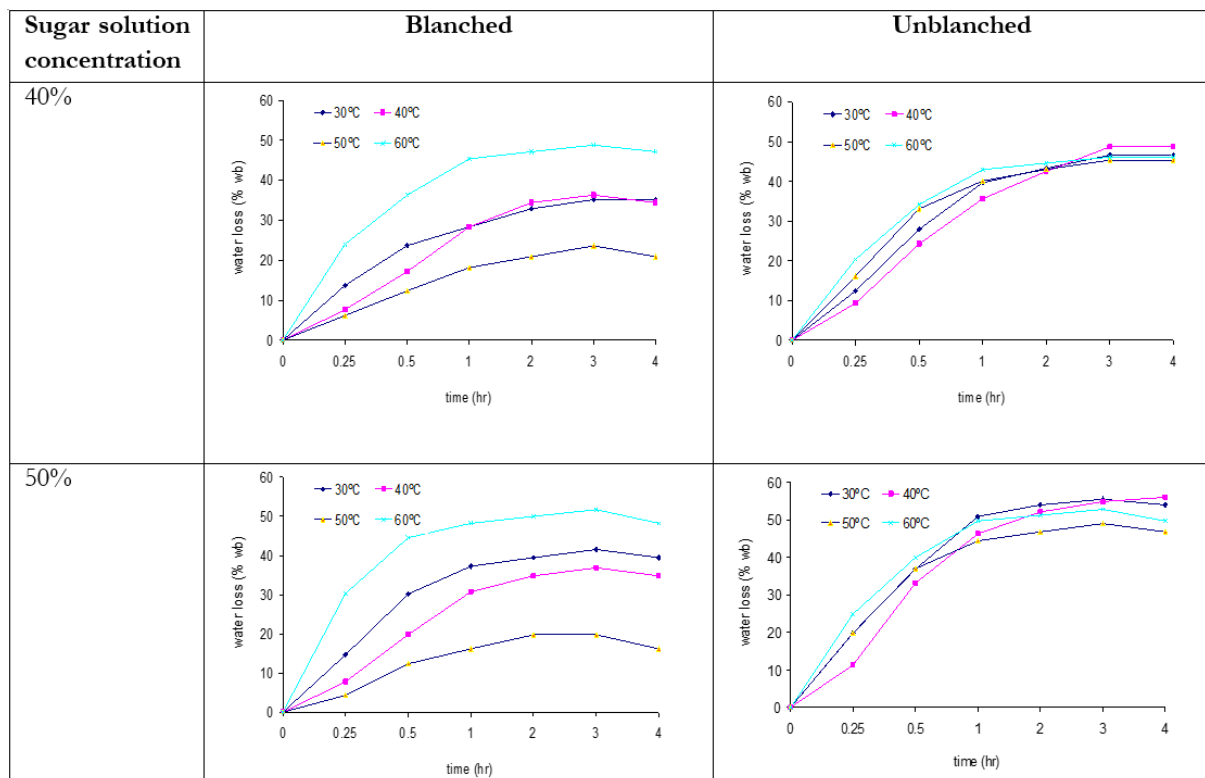 Sugar solution concentration
Blanched
Unblanched
40%
60
50
40
30
20
10
0
water loss (% wb)
30ºC 40ºC
50ºC 60ºC
0 0.25 0.5 1 2 3 4
time (hr)
60
50
40
30
20
10
0
water loss (% wb)
30ºC 40ºC
50ºC 60ºC
0 0.25 0.5 1 2 3 4
time (hr)
50%
60
50
40
30
20
10
0
water loss (% wb)
30ºC 40ºC
50ºC 60ºC
0 0.25 0.5 1 2 3 4
time (hr)
60
50
40
30
20
10
0
water loss (% wb)
30ºC 40ºC
50ºC 60ºC
0 0.25 0.5 1 2 3 4
time (hr)